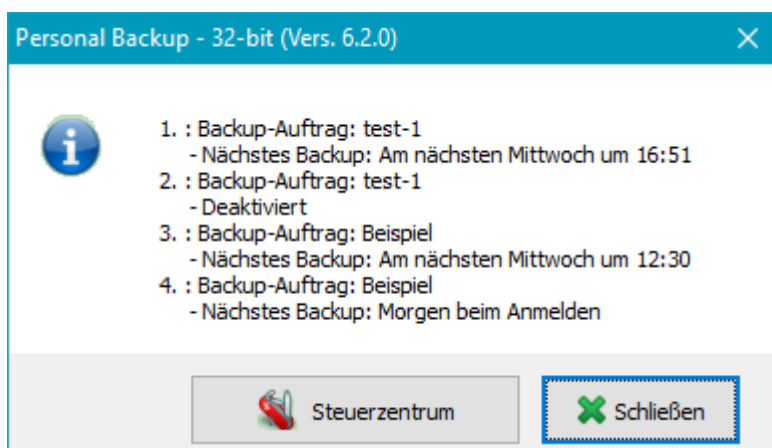 Personal Backup - 32-bit (Vers. 6.2.0)
1. : Backup-Auftrag: test-1
- Nächstes Backup: Am nächsten Mittwoch um 16:51
2. : Backup-Auftrag: test-1
- Deaktiviert
3. : Backup-Auftrag: Beispiel
- Nächstes Backup: Am nächsten Mittwoch um 12:30
4. : Backup-Auftrag: Beispiel
- Nächstes Backup: Morgen beim Anmelden
Steuerzentrum
Schließen